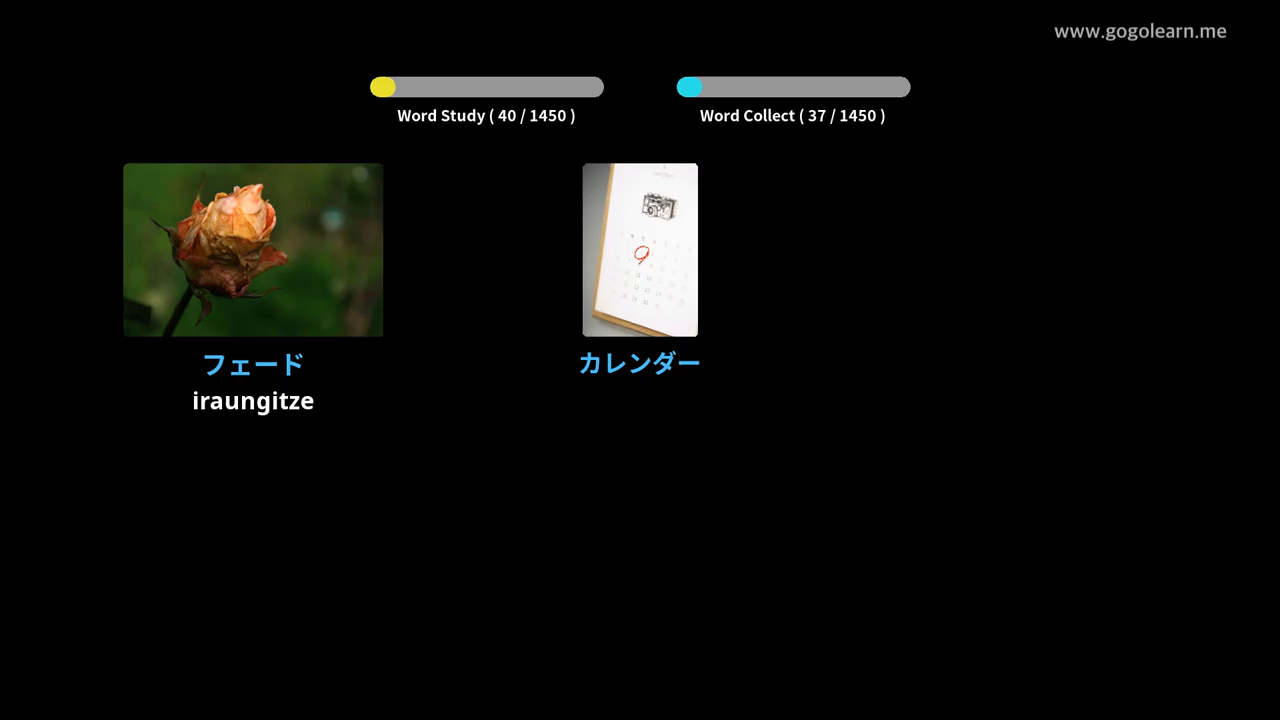 www.gogolearn.me
Word Study ( 40 / 1450 )
Word Collect ( 37 / 1450 )
フェード
iraungitze
カレンダー
9